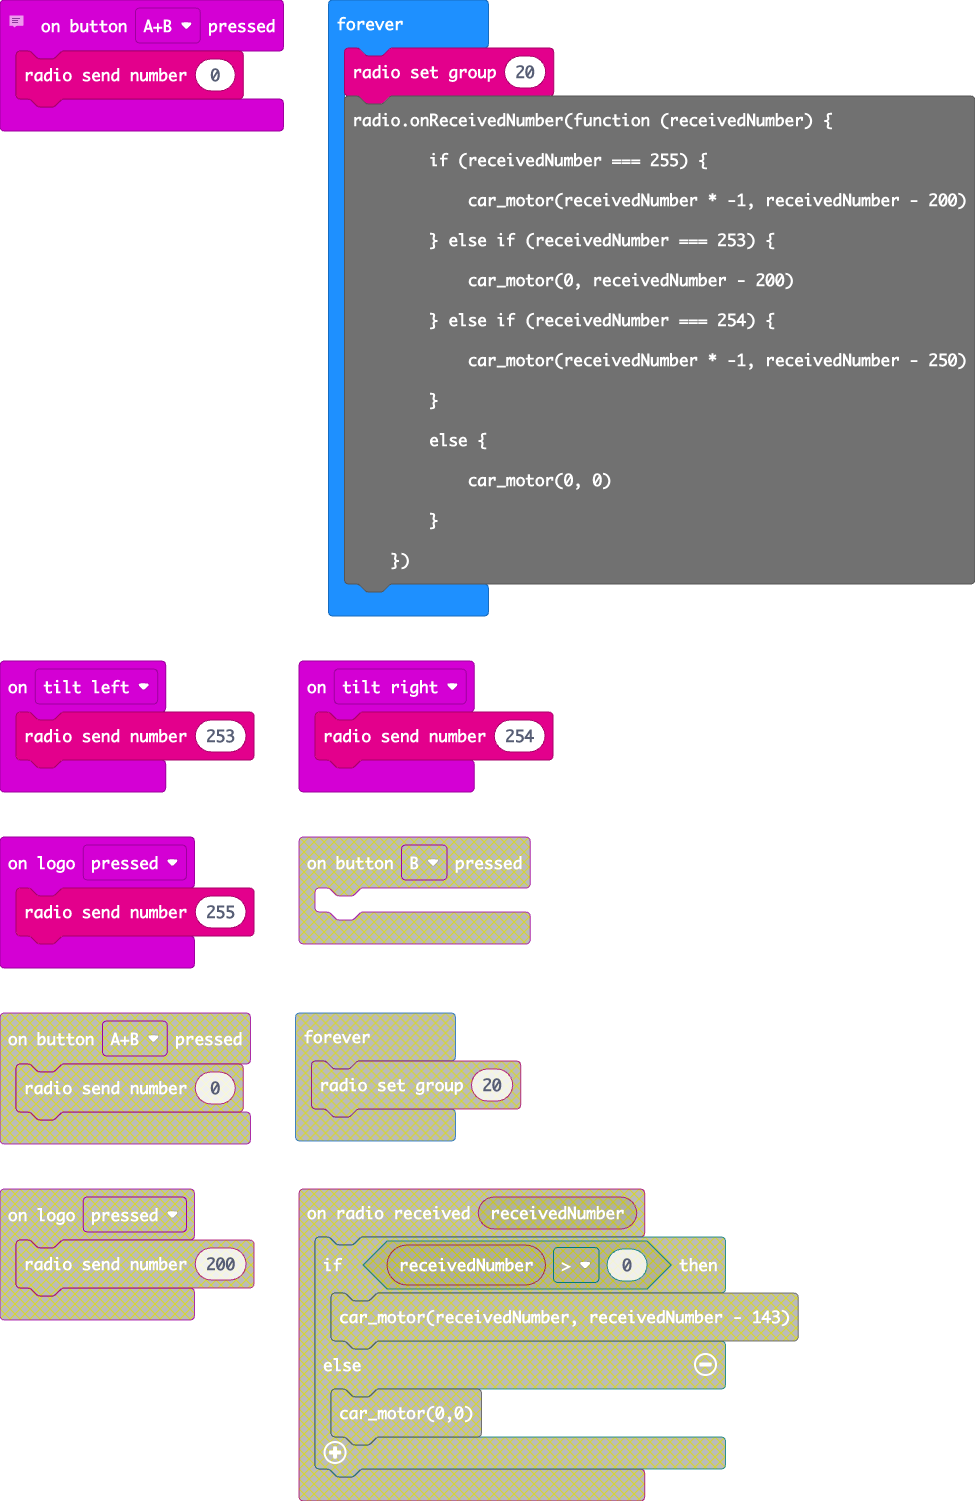 on button A+B pressed
radio send number 0
forever
radio set group 20
radio.onReceivedNumber(function (receivedNumber) {
if (receivedNumber === 255) {
car_motor(receivedNumber * -1, receivedNumber - 200)
} else if (receivedNumber === 253) {
car_motor(0, receivedNumber - 200)
} else if (receivedNumber === 254) {
car_motor(receivedNumber * -1, receivedNumber - 250)
}
else {
car_motor(0, 0)
}
})
on tilt left
radio send number 253
on tilt right
radio send number 254
on logo pressed
radio send number 255
on button B pressed
on button A+B pressed
radio send number 0
forever
radio set group 20
on logo pressed
radio send number 200
on radio received receivedNumber
if receivedNumber > 0 then
car_motor(receivedNumber, receivedNumber - 143)
else
car_motor(0,0)